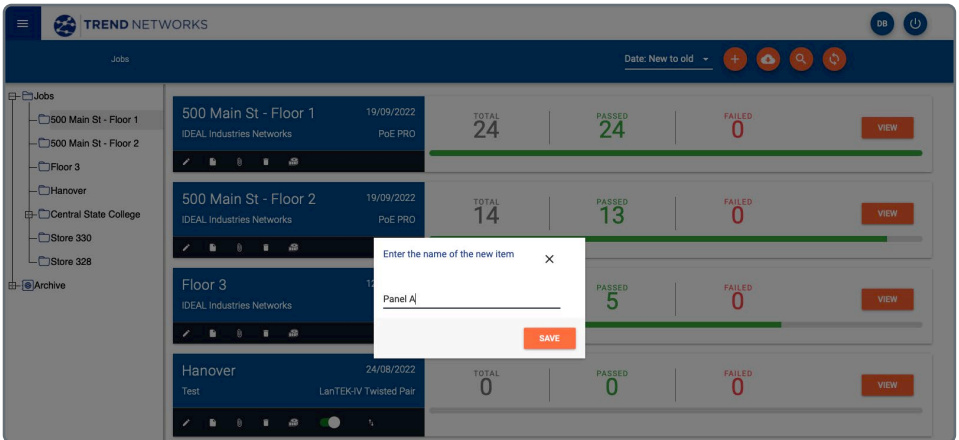 TREND NETWORKS
DB
Jobs
Date: New to old
Jobs
500 Main St - Floor 1
500 Main St - Floor 2
Floor 3
Hanover
Central State College
Store 330
Store 328
Archive
500 Main St - Floor 1 19/09/2022
IDEAL Industries Networks PoE PRO
TOTAL PASSED FAILED
24 24 0
VIEW
500 Main St - Floor 2 19/09/2022
IDEAL Industries Networks PoE PRO
TOTAL PASSED FAILED
14 13 0
VIEW
Enter the name of the new item
Panel A
SAVE
Floor 3 12
IDEAL Industries Networks
PASSED FAILED
5 0
VIEW
Hanover 24/08/2022
Test LanTEK-IV Twisted Pair
TOTAL PASSED FAILED
0 0 0
VIEW